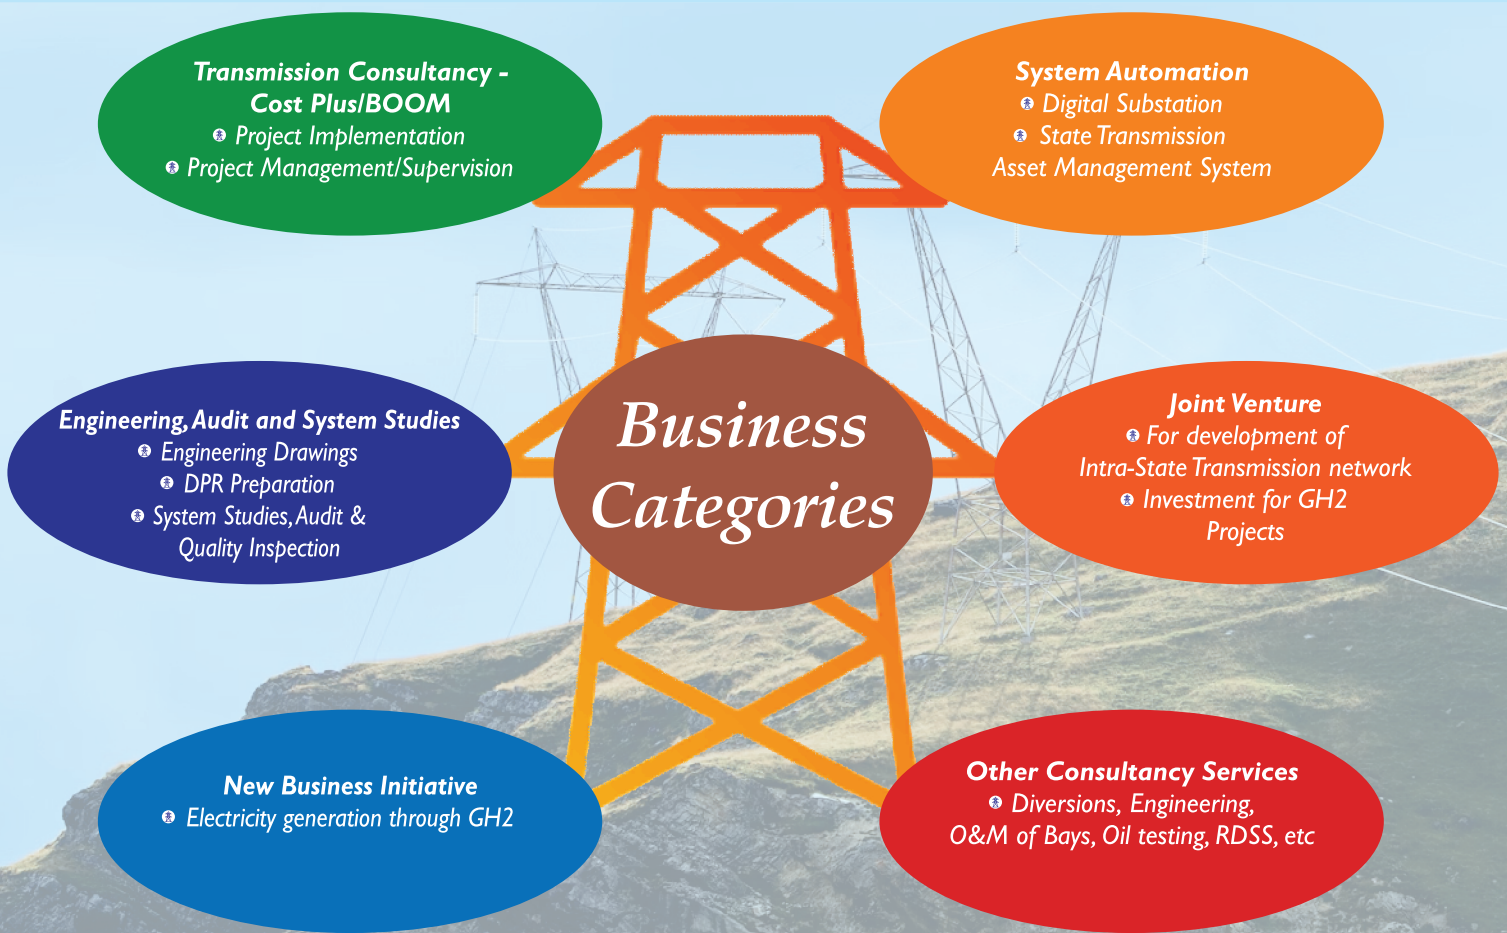 Transmission Consultancy -
Cost Plus/BOOM
Project Implementation
Project Management/Supervision
System Automation
Digital Substation
State Transmission
Asset Management System
Engineering, Audit and System Studies
Engineering Drawings
DPR Preparation
System Studies, Audit &
Quality Inspection
Business
Categories
Joint Venture
For development of
Intra-State Transmission network
Investment for GH2
Projects
New Business Initiative
Electricity generation through GH2
Other Consultancy Services
Diversions, Engineering,
O&M of Bays, Oil testing, RDSS, etc